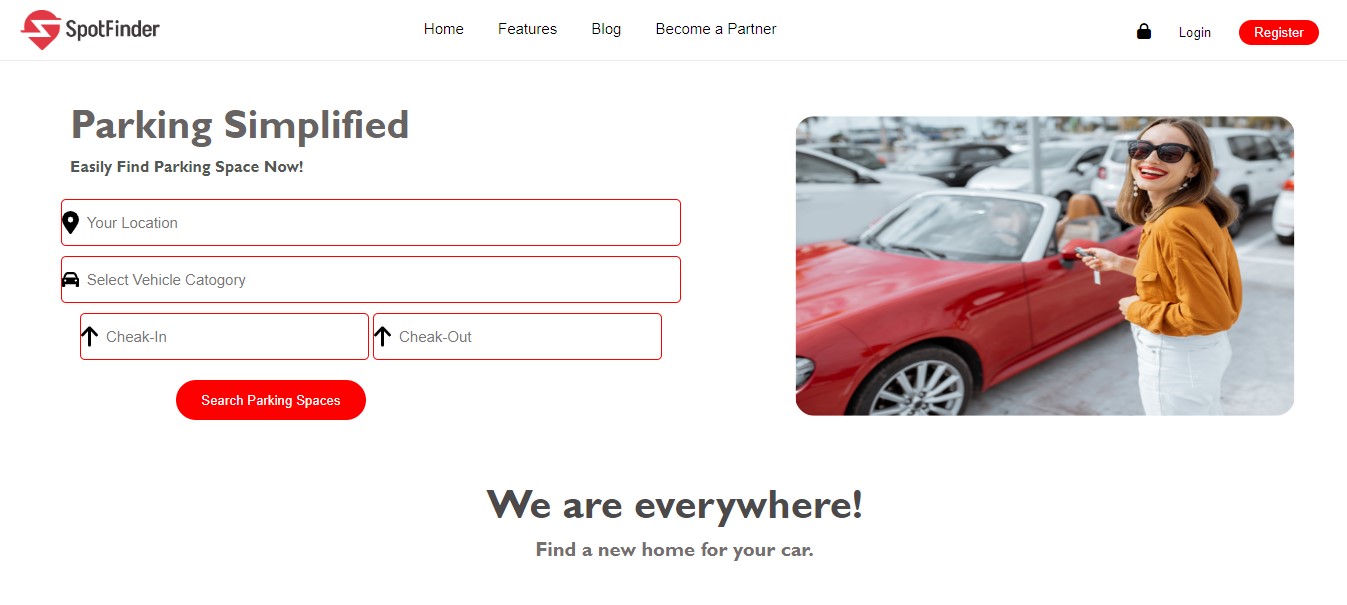 SpotFinder
Home Features Blog Become a Partner
Login Register
Parking Simplified
Easily Find Parking Space Now!
Your Location
Select Vehicle Catogory
Cheak-In Cheak-Out
Search Parking Spaces
We are everywhere!
Find a new home for your car.